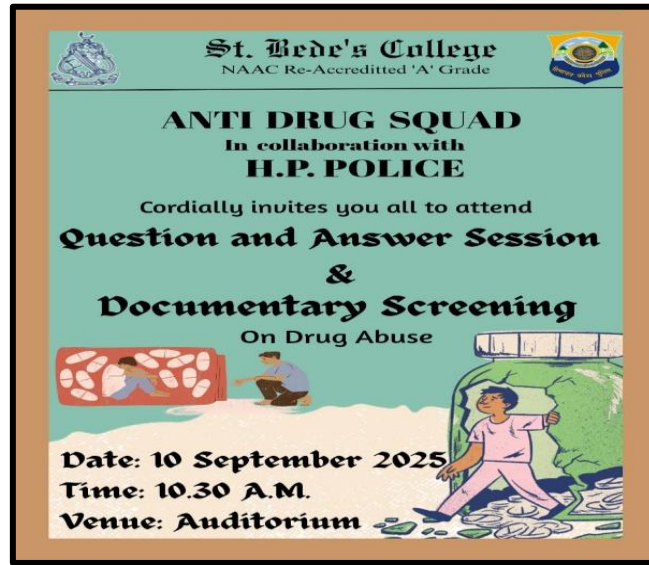 St. Bede's College
NAAC Re-Accreditted 'A' Grade
ANTI DRUG SQUAD
In collaboration with
H.P. POLICE
Cordially invites you all to attend
Question and Answer Session
&
Documentary Screening
On Drug Abuse
Date: 10 September 2025
Time: 10.30 A.M.
Venue: Auditorium